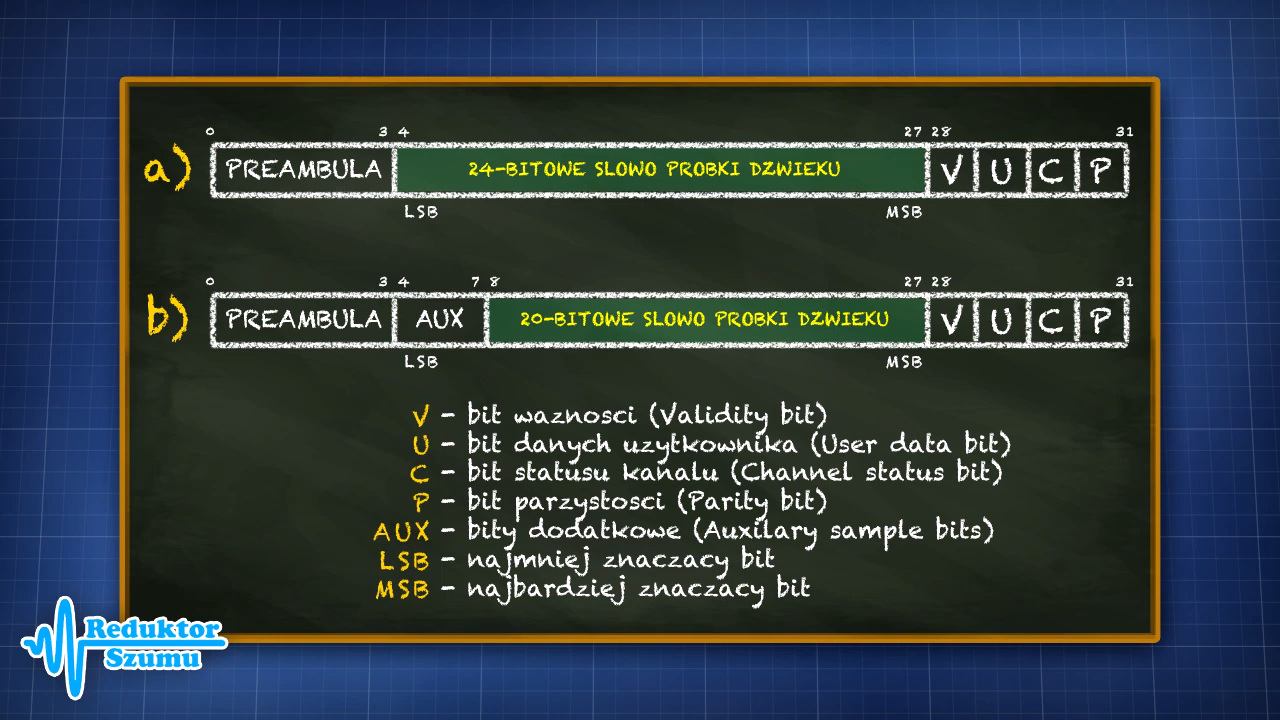 0 3 4 27 28 31
a) PREAMBULA 24-BITOWE SLOWO PROBKI DZWIEKU V U C P
LSB MSB
0 3 4 7 8 27 28 31
b) PREAMBULA AUX 20-BITOWE SLOWO PROBKI DZWIEKU V U C P
LSB MSB
V - bit waznosci (Validity bit)
U - bit danych uzytkownika (User data bit)
C - bit statusu kanalu (Channel status bit)
P - bit parzystosci (Parity bit)
AUX - bity dodatkowe (Auxilary sample bits)
LSB - najmniej znaczacy bit
MSB - najbardziej znaczacy bit
Reduktor
Szumu